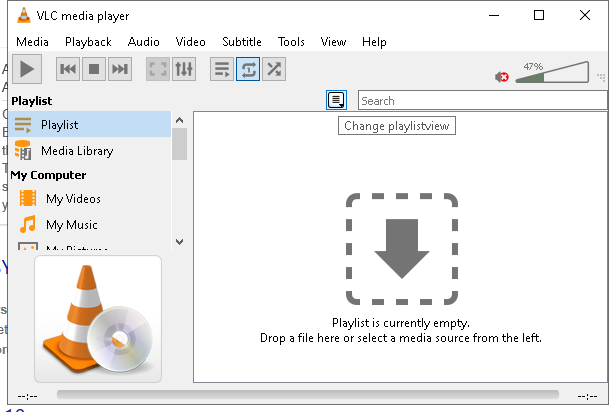 VLC media player
Media Playback Audio Video Subtitle Tools View Help
47%
Playlist
Search
Playlist
Change playlistview
Media Library
My Computer
My Videos
My Music
My Pictures
Playlist is currently empty.
Drop a file here or select a media source from the left.
--:-- --:--